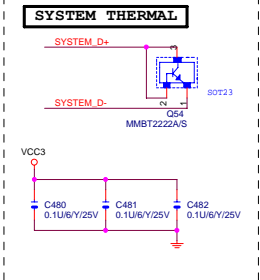 SYSTEM THERMAL
SYSTEM_D+
3
SOT23
SYSTEM_D-
2
1
Q54
MMBT2222A/S
VCC3
C480
0.1U/6/Y/25V
C481
0.1U/6/Y/25V
C482
0.1U/6/Y/25V